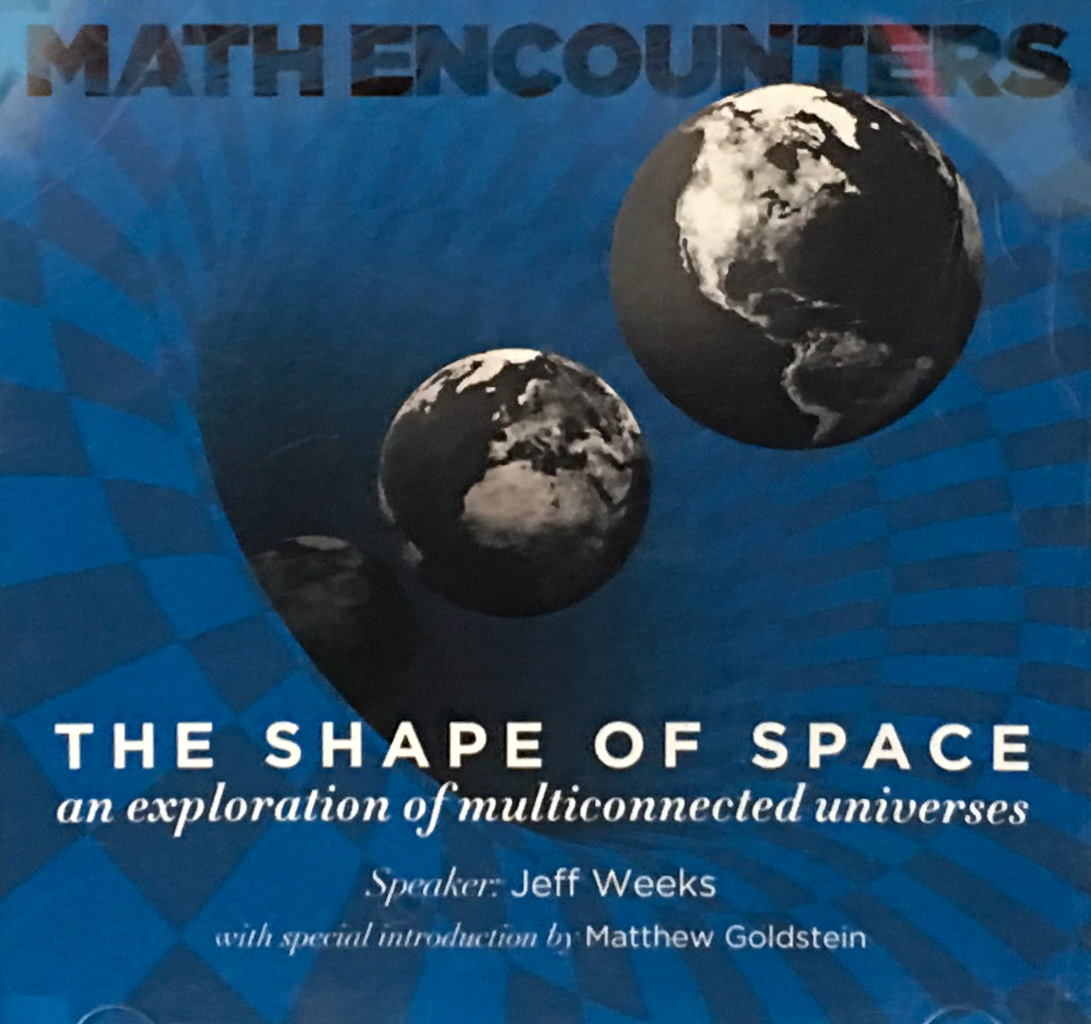 MATH ENCOUNTERS
THE SHAPE OF SPACE
an exploration of multiconnected universes
Speaker: Jeff Weeks
with special introduction by Matthew Goldstein